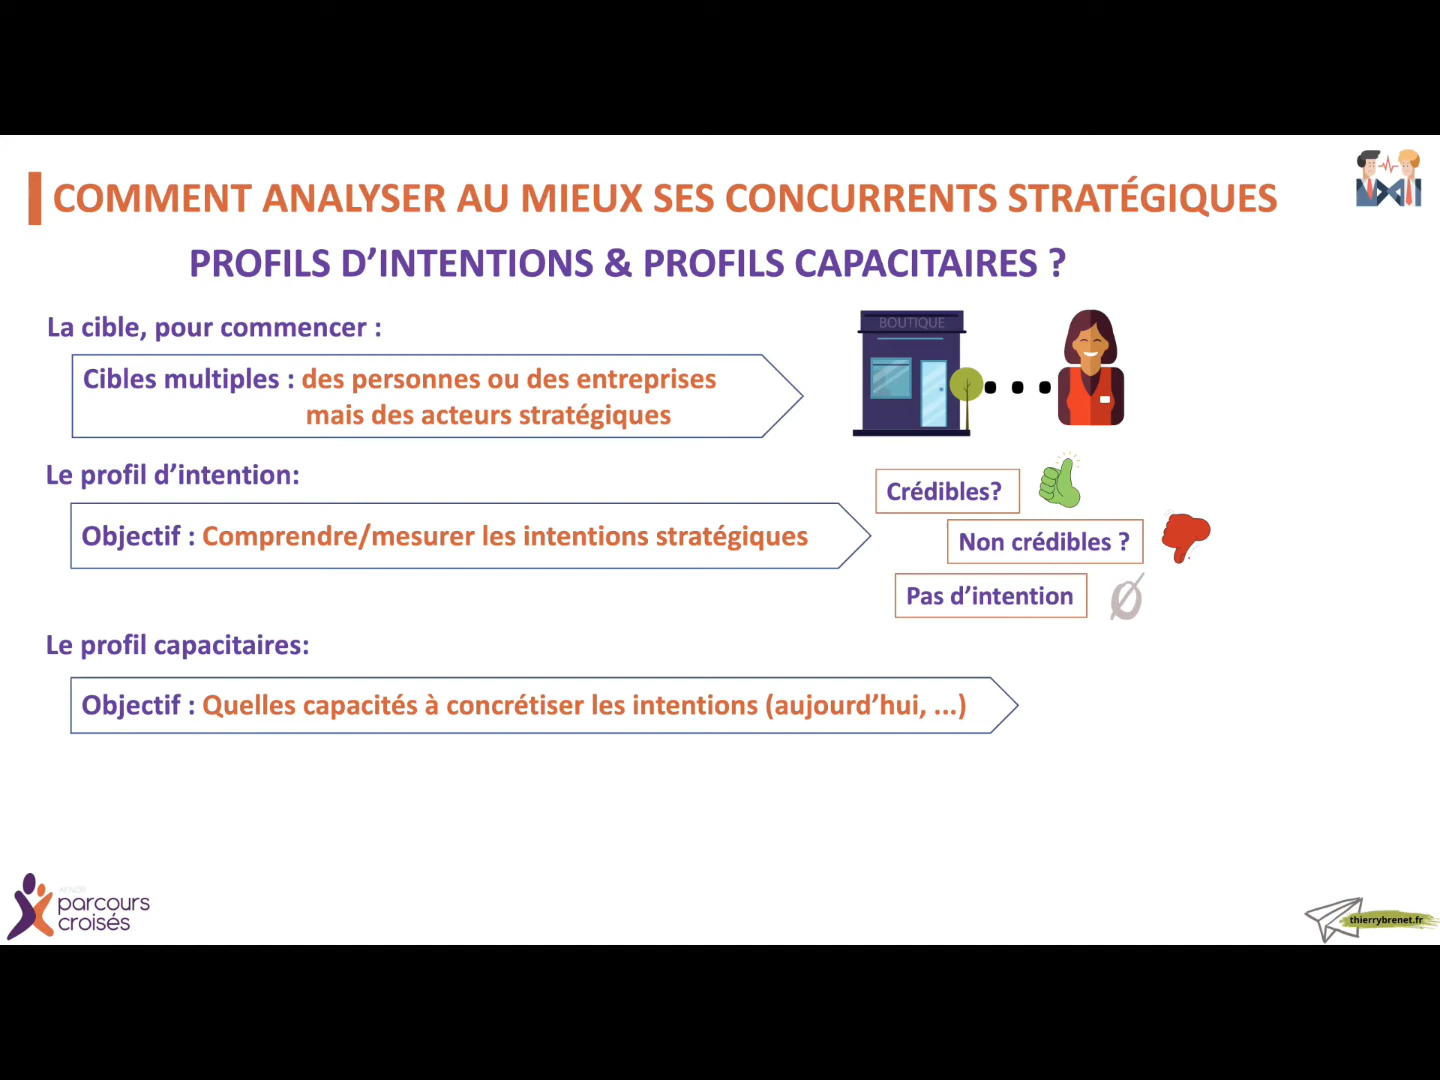 COMMENT ANALYSER AU MIEUX SES CONCURRENTS STRATÉGIQUES
PROFILS D’INTENTIONS & PROFILS CAPACITAIRES ?
La cible, pour commencer :
BOUTIQUE
Cibles multiples : des personnes ou des entreprises
mais des acteurs stratégiques
Le profil d’intention:
Crédibles?
Objectif : Comprendre/mesurer les intentions stratégiques
Non crédibles ?
Pas d’intention
Le profil capacitaires:
Objectif : Quelles capacités à concrétiser les intentions (aujourd’hui, ...)
parcours
croisés
thierrybrenet.fr